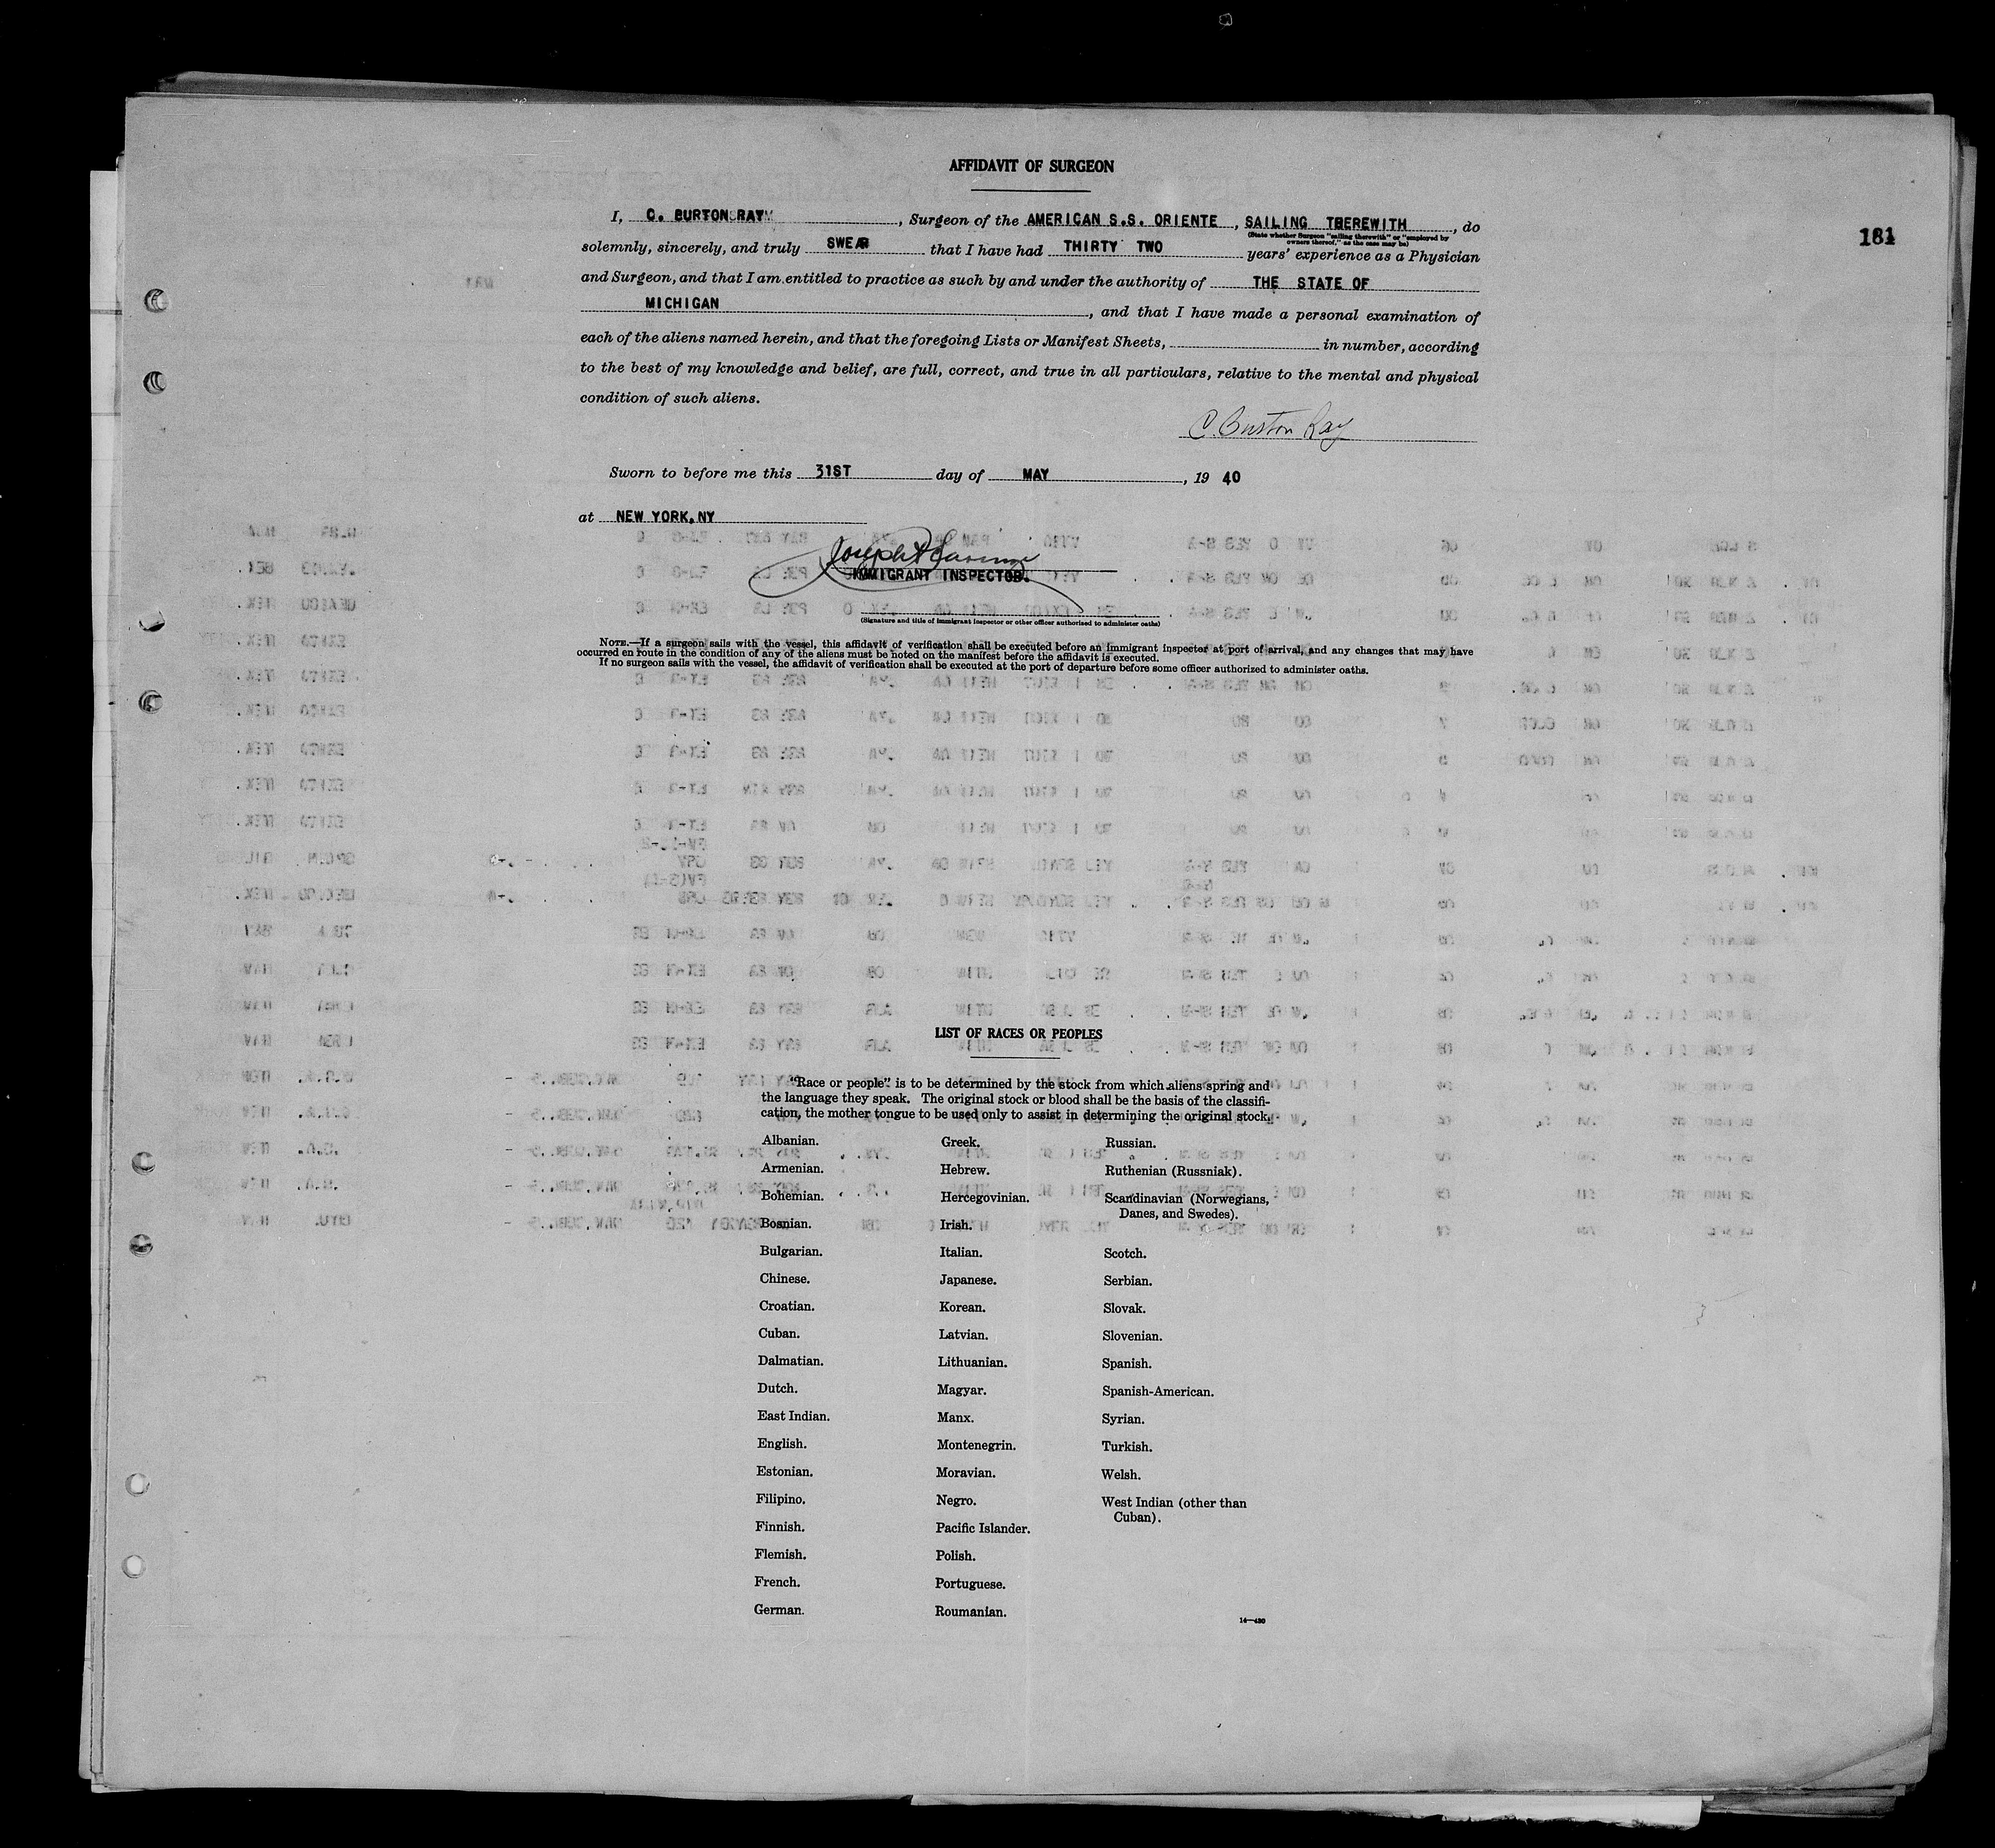 AFFIDAVIT OF SURGEON
181
I, C. BURTON RAY, Surgeon of the AMERICAN S.S. ORIENTE, SAILING THEREWITH, do
(State whether Surgeon "sailing therewith" or "employed by owners thereof," as the case may be)
solemnly, sincerely, and truly SWEAR that I have had THIRTY TWO years' experience as a Physician
and Surgeon, and that I am entitled to practice as such by and under the authority of THE STATE OF
MICHIGAN, and that I have made a personal examination of
each of the aliens named herein, and that the foregoing Lists or Manifest Sheets, in number, according
to the best of my knowledge and belief, are full, correct, and true in all particulars, relative to the mental and physical
condition of such aliens.
C. Burton Ray
Sworn to before me this 31ST day of MAY, 19 40
at NEW YORK, NY
IMMIGRANT INSPECTOR.
(Signature and title of immigrant inspector or other officer authorized to administer oaths)
NOTE.—If a surgeon sails with the vessel, this affidavit of verification shall be executed before an immigrant inspector at port of arrival, and any changes that may have
occurred en route in the condition of any of the aliens must be noted on the manifest before the affidavit is executed.
If no surgeon sails with the vessel, the affidavit of verification shall be executed at the port of departure before some officer authorized to administer oaths.
LIST OF RACES OR PEOPLES
"Race or people" is to be determined by the stock from which aliens spring and
the language they speak. The original stock or blood shall be the basis of the classifi-
cation, the mother tongue to be used only to assist in determining the original stock.
Albanian.
Armenian.
Bohemian.
Bosnian.
Bulgarian.
Chinese.
Croatian.
Cuban.
Dalmatian.
Dutch.
East Indian.
English.
Estonian.
Filipino.
Finnish.
Flemish.
French.
German.
Greek.
Hebrew.
Hercegovinian.
Irish.
Italian.
Japanese.
Korean.
Latvian.
Lithuanian.
Magyar.
Manx.
Montenegrin.
Moravian.
Negro.
Pacific Islander.
Polish.
Portuguese.
Roumanian.
Russian.
Ruthenian (Russniak).
Scandinavian (Norwegians,
Danes, and Swedes).
Scotch.
Serbian.
Slovak.
Slovenian.
Spanish.
Spanish-American.
Syrian.
Turkish.
Welsh.
West Indian (other than
Cuban).
14—430